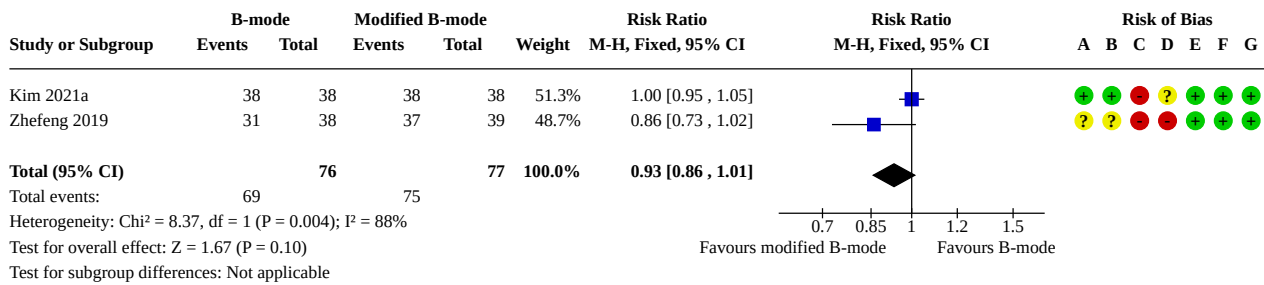 B-mode Modified B-mode Risk Ratio Risk Ratio Risk of Bias
Study or Subgroup Events Total Events Total Weight M-H, Fixed, 95% CI M-H, Fixed, 95% CI A B C D E F G
Kim 2021a 38 38 38 38 51.3% 1.00 [0.95 , 1.05] + + - ? + + +
Zhefeng 2019 31 38 37 39 48.7% 0.86 [0.73 , 1.02] ? ? - - + + +
Total (95% CI) 76 77 100.0% 0.93 [0.86 , 1.01]
Total events: 69 75
Heterogeneity: Chi² = 8.37, df = 1 (P = 0.004); I² = 88%
0.7 0.85 1 1.2 1.5
Test for overall effect: Z = 1.67 (P = 0.10) Favours modified B-mode Favours B-mode
Test for subgroup differences: Not applicable